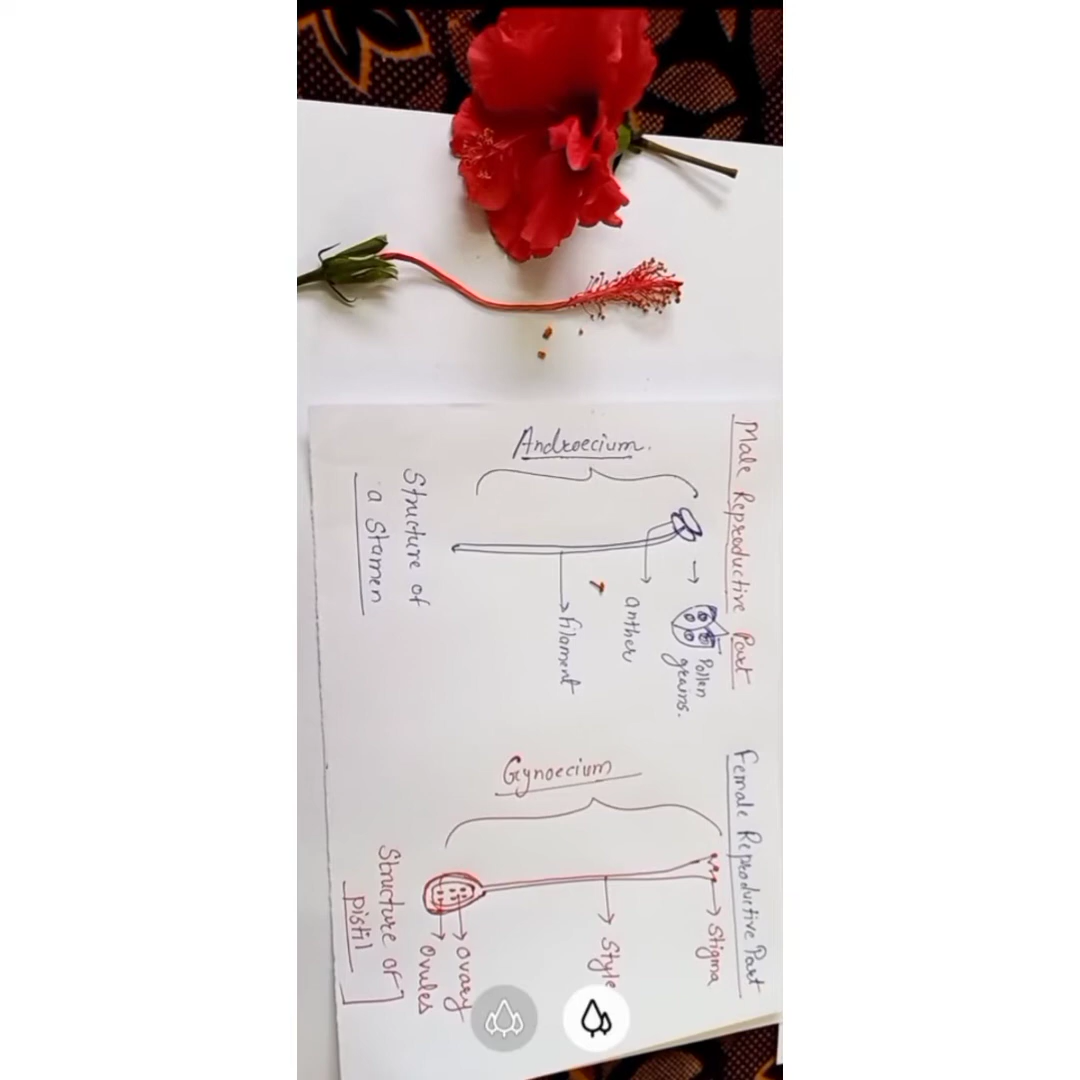 Male Reproductive Part
Androecium.
Pollen
grains.
anther
filament
Structure of
a Stamen
Female Reproductive Part
Gynoecium
Stigma
Style
ovary
ovules
Structure of
Pistil